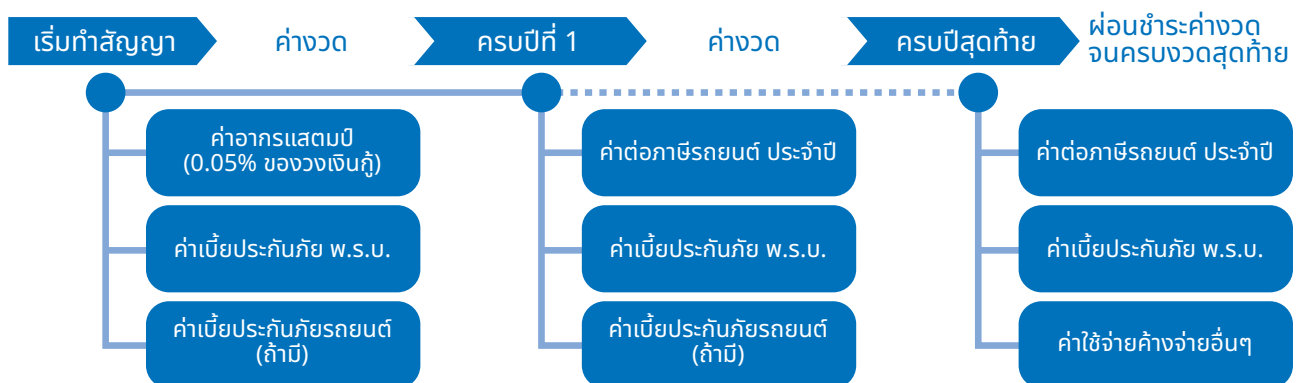 เริ่มทำสัญญา
ค่างวด
ครบปีที่ 1
ค่างวด
ครบปีสุดท้าย
ผ่อนชำระค่างวด
จนครบงวดสุดท้าย
ค่าอากรแสตมป์
(0.05% ของวงเงินกู้)
ค่าเบี้ยประกันภัย พ.ร.บ.
ค่าเบี้ยประกันภัยรถยนต์
(ถ้ามี)
ค่าต่อภาษีรถยนต์ ประจำปี
ค่าเบี้ยประกันภัย พ.ร.บ.
ค่าเบี้ยประกันภัยรถยนต์
(ถ้ามี)
ค่าต่อภาษีรถยนต์ ประจำปี
ค่าเบี้ยประกันภัย พ.ร.บ.
ค่าใช้จ่ายค้างจ่ายอื่นๆ